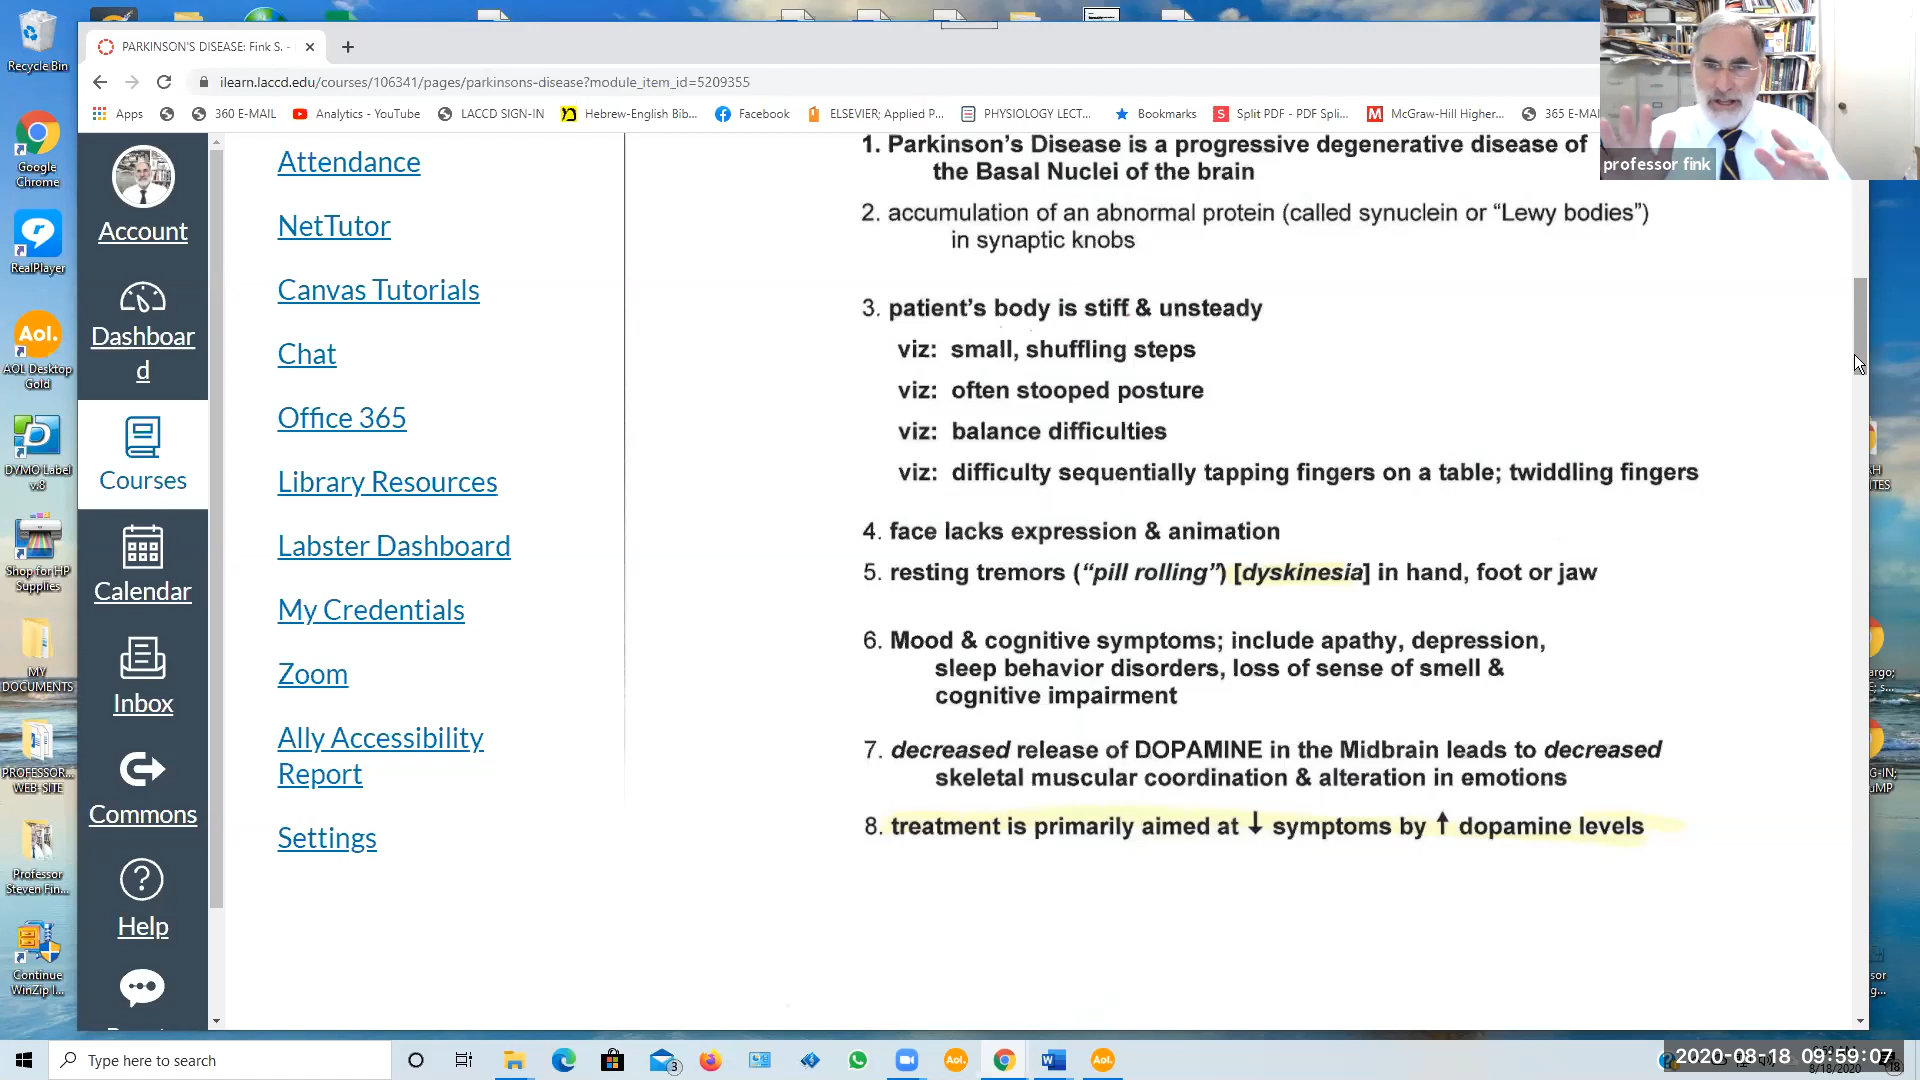 Recycle Bin
PARKINSON'S DISEASE: Fink S. -
ilearn.laccd.edu/courses/106341/pages/parkinsons-disease?module_item_id=5209355
Apps
360 E-MAIL
Analytics - YouTube
LACCD SIGN-IN
Hebrew-English Bib...
Facebook
ELSEVIER; Applied P...
PHYSIOLOGY LECT...
Bookmarks
Split PDF - PDF Spli...
McGraw-Hill Higher...
365 E-MA
professor fink
Google
Chrome
RealPlayer
Aol.
AOL Desktop
Gold
DYMO Label
v.8
Shop for HP
Supplies
MY
DOCUMENTS
PROFESSOR...
WEB-SITE
Professor
Steven Fin...
Continue
WinZip I...
Account
Dashboar
d
Courses
Calendar
Inbox
Commons
Help
Attendance
NetTutor
Canvas Tutorials
Chat
Office 365
Library Resources
Labster Dashboard
My Credentials
Zoom
Ally Accessibility
Report
Settings
1. Parkinson's Disease is a progressive degenerative disease of
the Basal Nuclei of the brain
2. accumulation of an abnormal protein (called synuclein or “Lewy bodies”)
in synaptic knobs
3. patient's body is stiff & unsteady
viz: small, shuffling steps
viz: often stooped posture
viz: balance difficulties
viz: difficulty sequentially tapping fingers on a table; twiddling fingers
4. face lacks expression & animation
5. resting tremors (“pill rolling”) [dyskinesia] in hand, foot or jaw
6. Mood & cognitive symptoms; include apathy, depression,
sleep behavior disorders, loss of sense of smell &
cognitive impairment
7. decreased release of DOPAMINE in the Midbrain leads to decreased
skeletal muscular coordination & alteration in emotions
8. treatment is primarily aimed at ↓ symptoms by ↑ dopamine levels
Type here to search
3
Aol.
Aol.
2020-08-18 09:59:07
8/18/2020